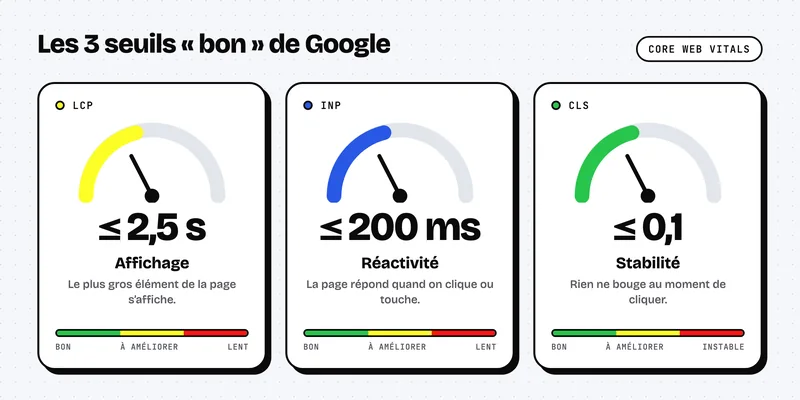 Les 3 seuils « bon » de Google
CORE WEB VITALS
LCP
≤ 2,5 s
Affichage
Le plus gros élément de la page
s'affiche.
BON À AMÉLIORER LENT
INP
≤ 200 ms
Réactivité
La page répond quand on clique ou
touche.
BON À AMÉLIORER LENT
CLS
≤ 0,1
Stabilité
Rien ne bouge au moment de
cliquer.
BON À AMÉLIORER INSTABLE